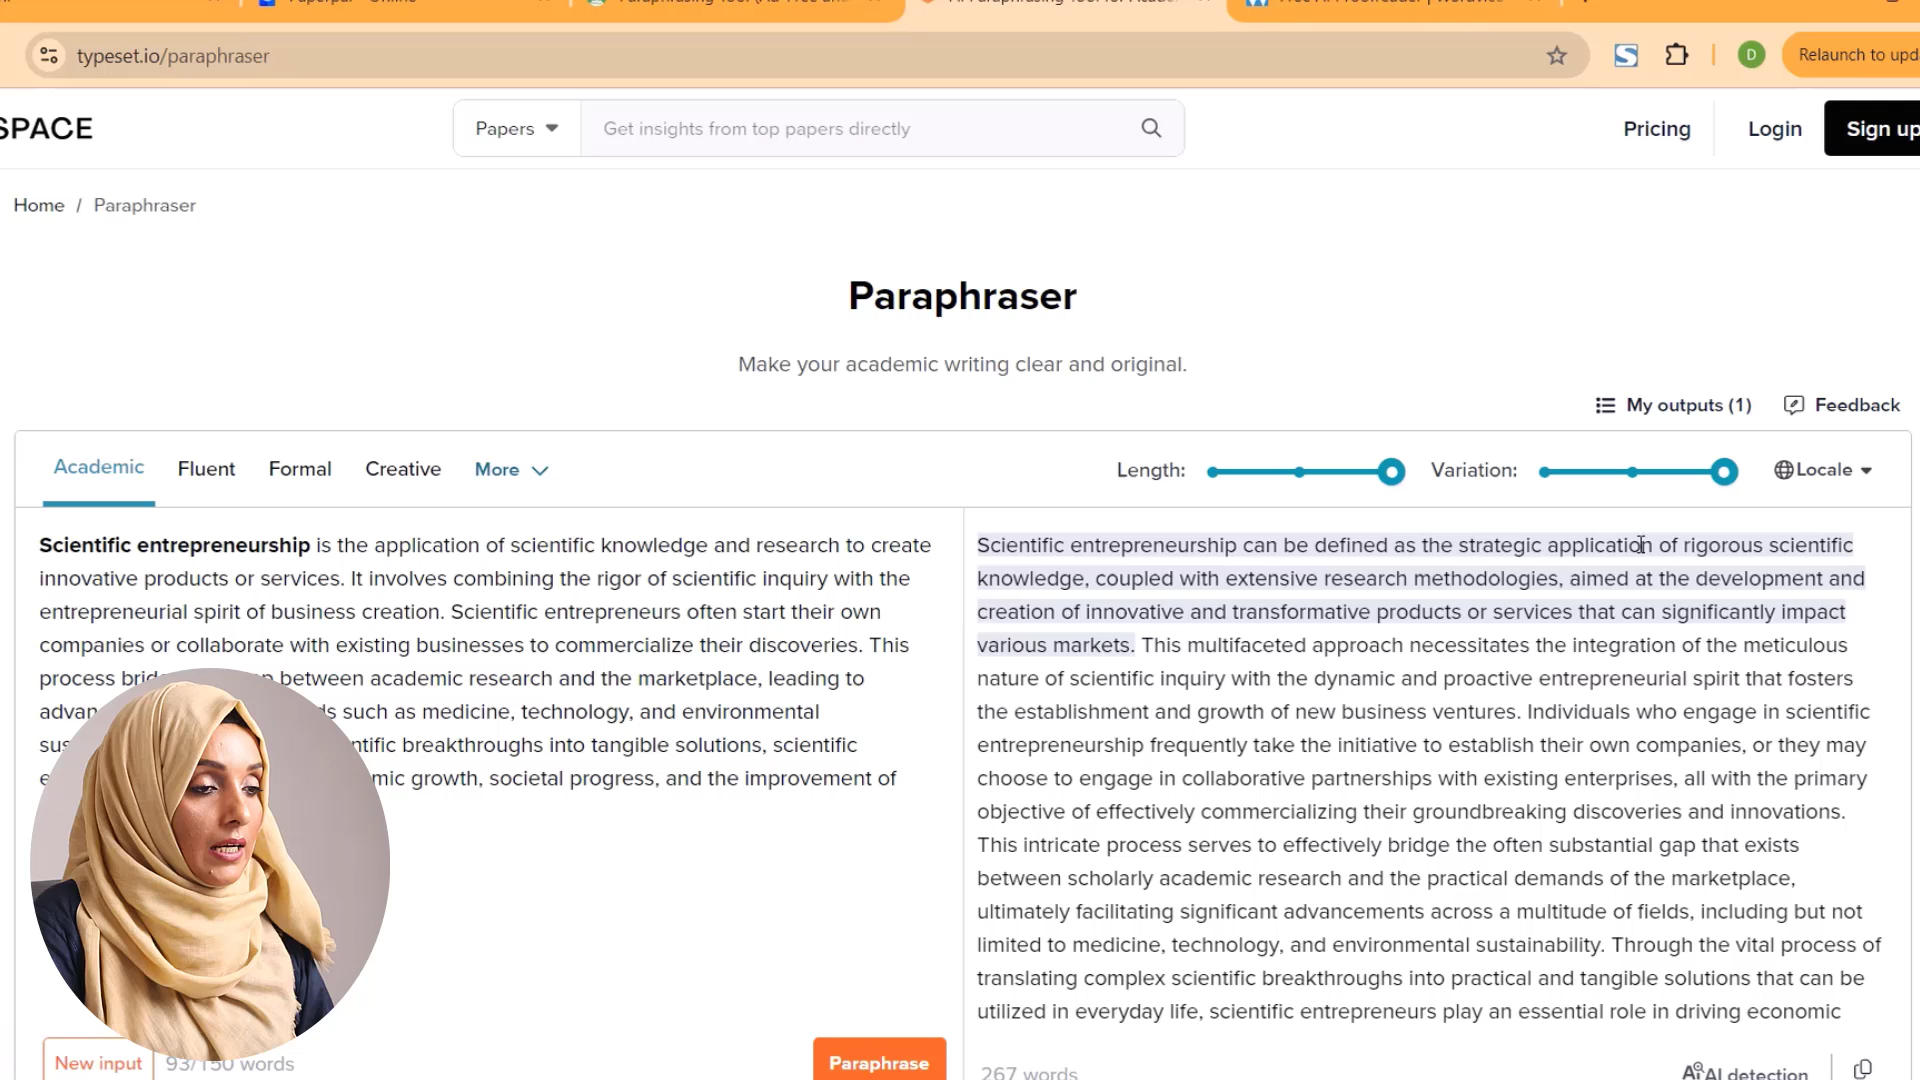 typeset.io/paraphraser
Relaunch to upd
SPACE
Papers
Get insights from top papers directly
Pricing
Login
Sign up
Home / Paraphraser
Paraphraser
Make your academic writing clear and original.
My outputs (1)
Feedback
Academic
Fluent
Formal
Creative
More
Length:
Variation:
Locale
Scientific entrepreneurship is the application of scientific knowledge and research to create
innovative products or services. It involves combining the rigor of scientific inquiry with the
entrepreneurial spirit of business creation. Scientific entrepreneurs often start their own
companies or collaborate with existing businesses to commercialize their discoveries. This
process between academic research and the marketplace, leading to
such as medicine, technology, and environmental
breakthroughs into tangible solutions, scientific
growth, societal progress, and the improvement of
New input
93/150 words
Paraphrase
Scientific entrepreneurship can be defined as the strategic application of rigorous scientific
knowledge, coupled with extensive research methodologies, aimed at the development and
creation of innovative and transformative products or services that can significantly impact
various markets. This multifaceted approach necessitates the integration of the meticulous
nature of scientific inquiry with the dynamic and proactive entrepreneurial spirit that fosters
the establishment and growth of new business ventures. Individuals who engage in scientific
entrepreneurship frequently take the initiative to establish their own companies, or they may
choose to engage in collaborative partnerships with existing enterprises, all with the primary
objective of effectively commercializing their groundbreaking discoveries and innovations.
This intricate process serves to effectively bridge the often substantial gap that exists
between scholarly academic research and the practical demands of the marketplace,
ultimately facilitating significant advancements across a multitude of fields, including but not
limited to medicine, technology, and environmental sustainability. Through the vital process of
translating complex scientific breakthroughs into practical and tangible solutions that can be
utilized in everyday life, scientific entrepreneurs play an essential role in driving economic
267 words
AI detection